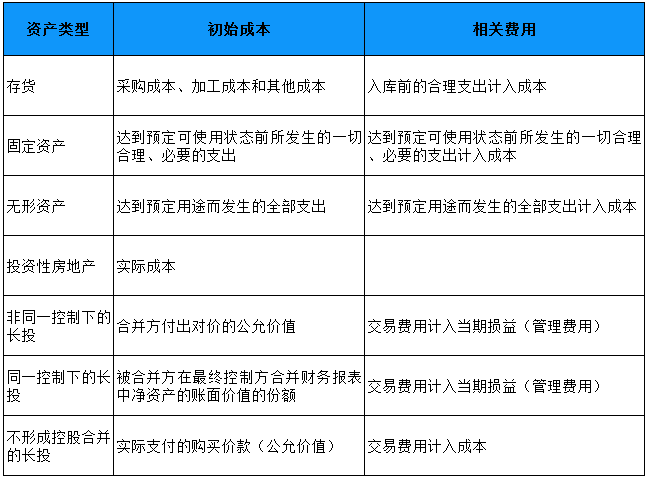 资产类型 初始成本 相关费用
存货 采购成本、加工成本和其他成本 入库前的合理支出计入成本
固定资产 达到预定可使用状态前所发生的一切 达到预定可使用状态前所发生的一切合理
合理、必要的支出 、必要的支出计入成本
无形资产 达到预定用途而发生的全部支出 达到预定用途而发生的全部支出计入成本
投资性房地产 实际成本
非同一控制下的
长投 合并方付出对价的公允价值 交易费用计入当期损益（管理费用）
同一控制下的长 被合并方在最终控制方合并财务报表
投 中净资产的账面价值的份额 交易费用计入当期损益（管理费用）
不形成控股合并
的长投 实际支付的购买价款（公允价值） 交易费用计入成本